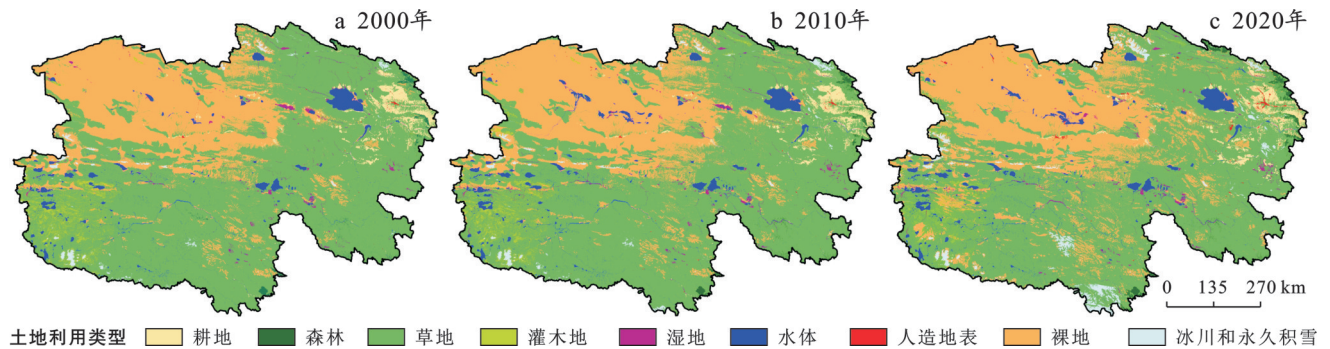 a 2000年
b 2010年
c 2020年
0 135 270 km
土地利用类型 耕地 森林 草地 灌木地 湿地 水体 人造地表 裸地 冰川和永久积雪